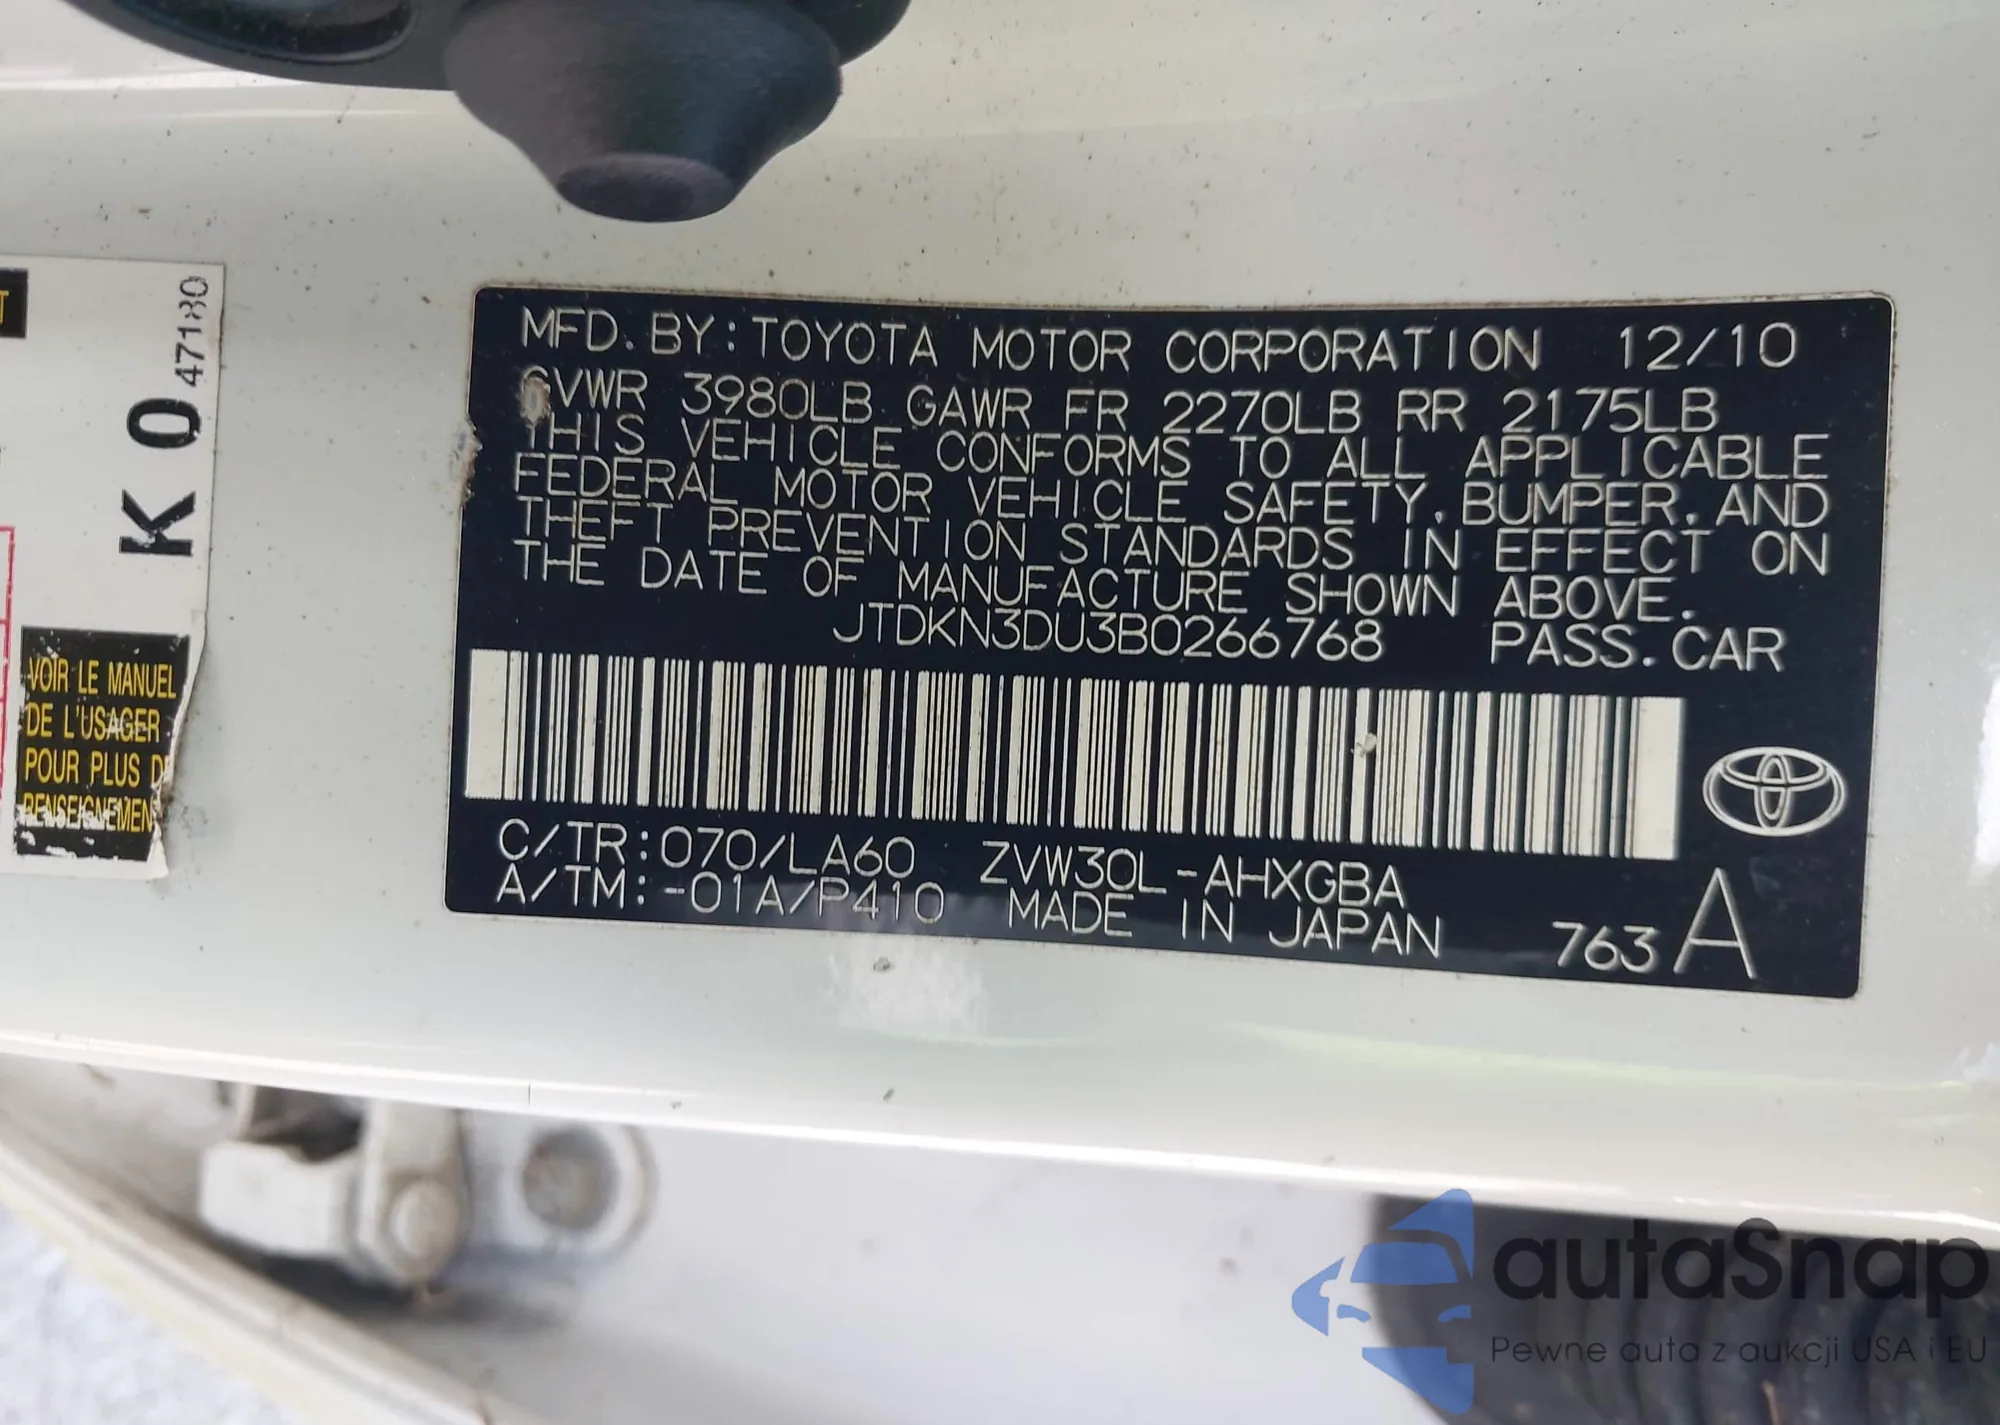 MFD. BY: TOYOTA MOTOR CORPORATION 12/10
GVWR 3980LB GAWR FR 2270LB RR 2175LB
THIS VEHICLE CONFORMS TO ALL APPLICABLE
FEDERAL MOTOR VEHICLE SAFETY, BUMPER, AND
THEFT PREVENTION STANDARDS IN EFFECT ON
THE DATE OF MANUFACTURE SHOWN ABOVE.
JTDKN3DU3B0266768 PASS. CAR
C/TR: 070/LA60 ZVW30L-AHXGBA
A/TM: -01A/P410 MADE IN JAPAN 763 A
K0 47180
VOIR LE MANUEL
DE L'USAGER
POUR PLUS
autaSnap
Pewne auta z aukcji USA i EU